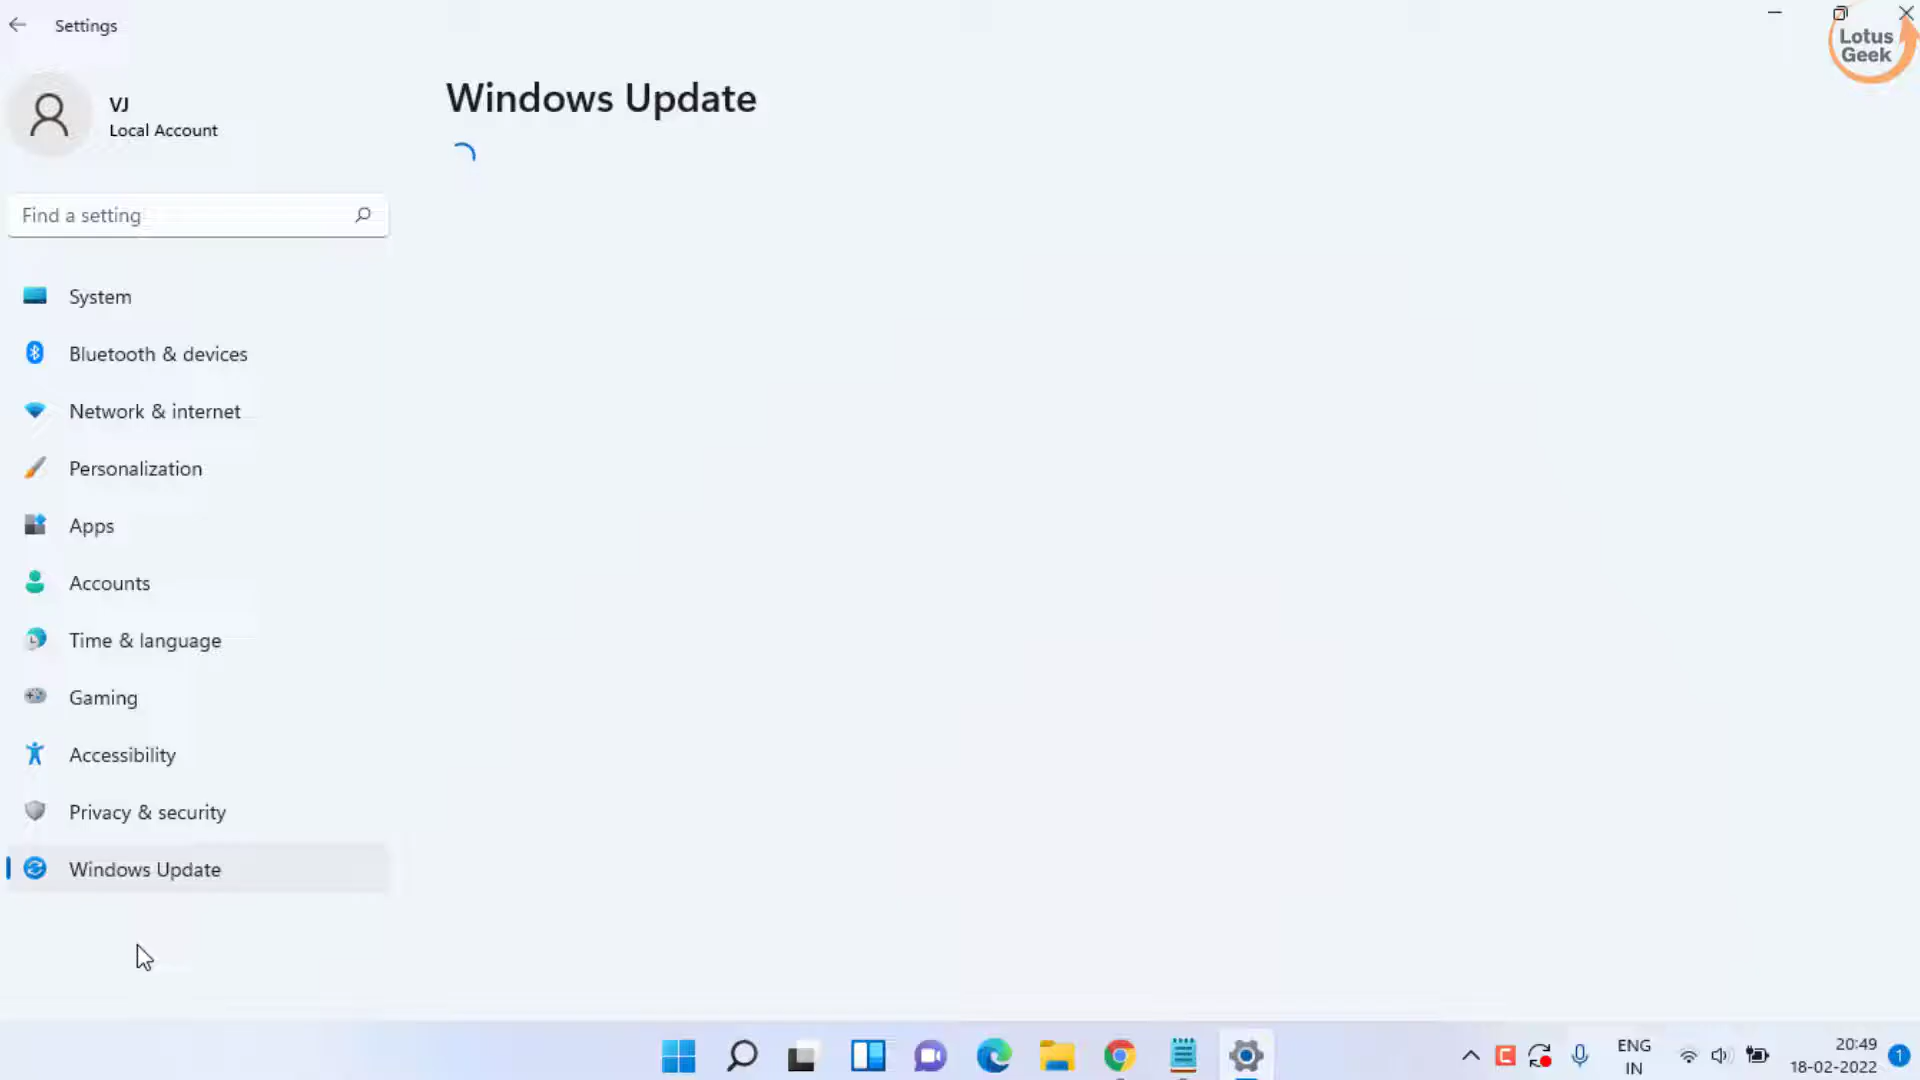 Settings
Lotus
Geek
VJ
Local Account
Windows Update
Find a setting
System
Bluetooth & devices
Network & internet
Personalization
Apps
Accounts
Time & language
Gaming
Accessibility
Privacy & security
Windows Update
C
ENG
IN
20:49
18-02-2022
1